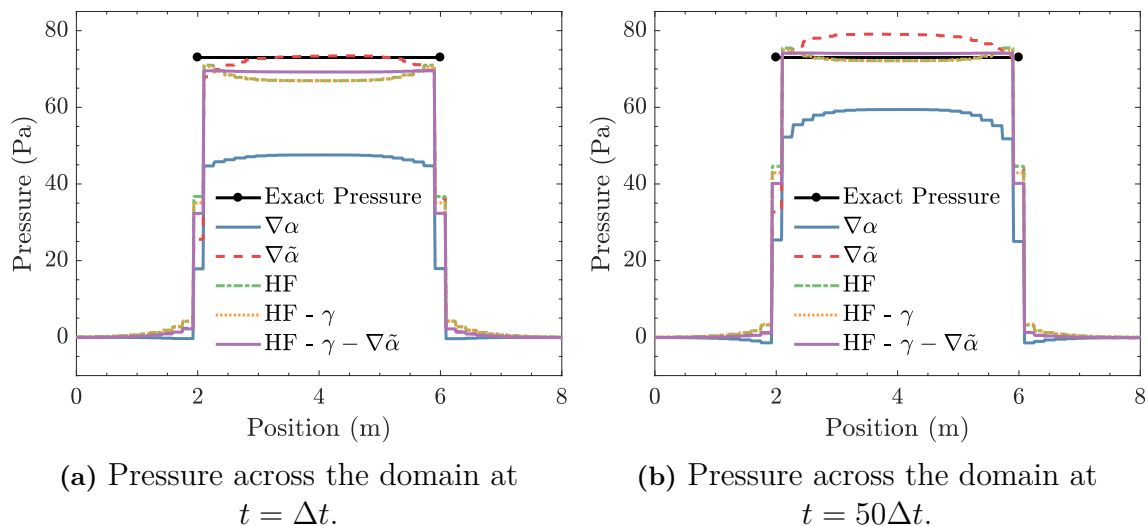 80
60
40
20
0
Pressure (Pa)
Exact Pressure
∇α
∇α̃
HF
HF - γ
HF - γ − ∇α̃
0 2 4 6 8
Position (m)
(a) Pressure across the domain at
t = Δt.
80
60
40
20
0
Pressure (Pa)
Exact Pressure
∇α
∇α̃
HF
HF - γ
HF - γ − ∇α̃
0 2 4 6 8
Position (m)
(b) Pressure across the domain at
t = 50Δt.